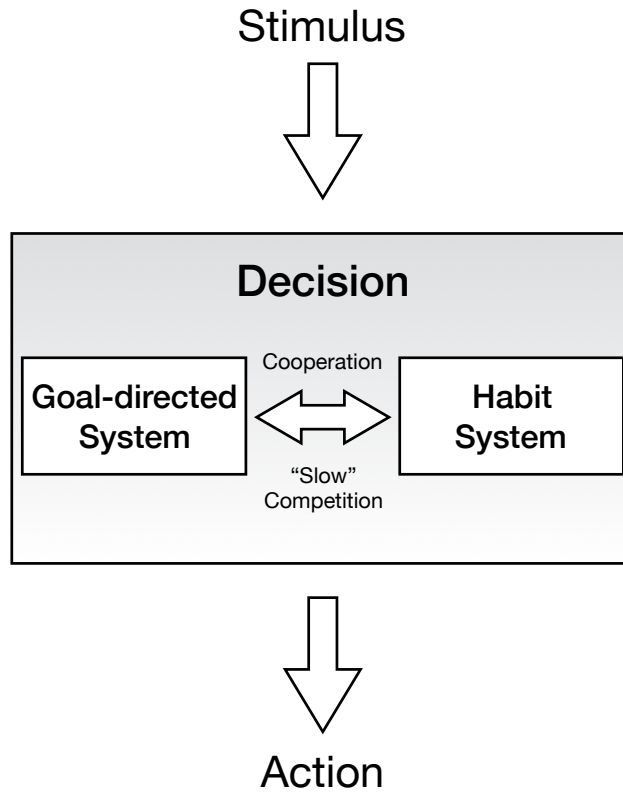 Stimulus
Decision
Goal-directed
System
Cooperation
“Slow”
Competition
Habit
System
Action